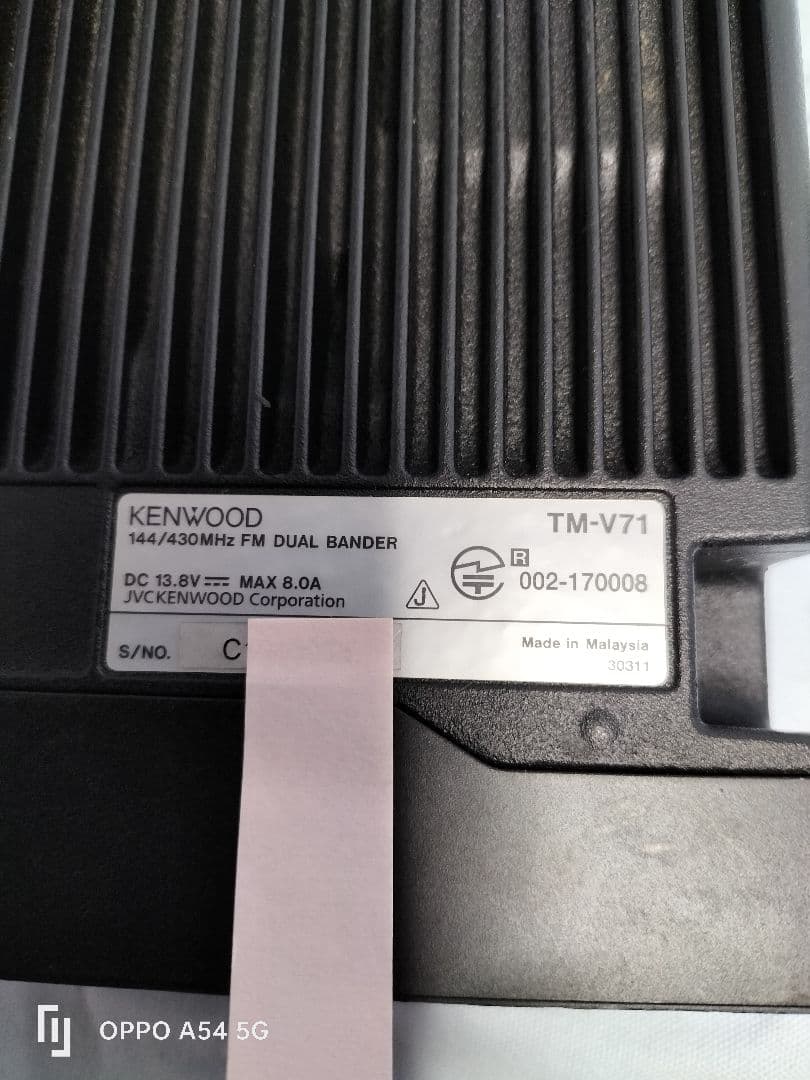 KENWOOD
TM-V71
144/430MHz FM DUAL BANDER
DC 13.8V MAX 8.0A
R
002-170008
JVCKENWOOD Corporation
J
S/NO.
C
Made in Malaysia
30311
OPPO A54 5G